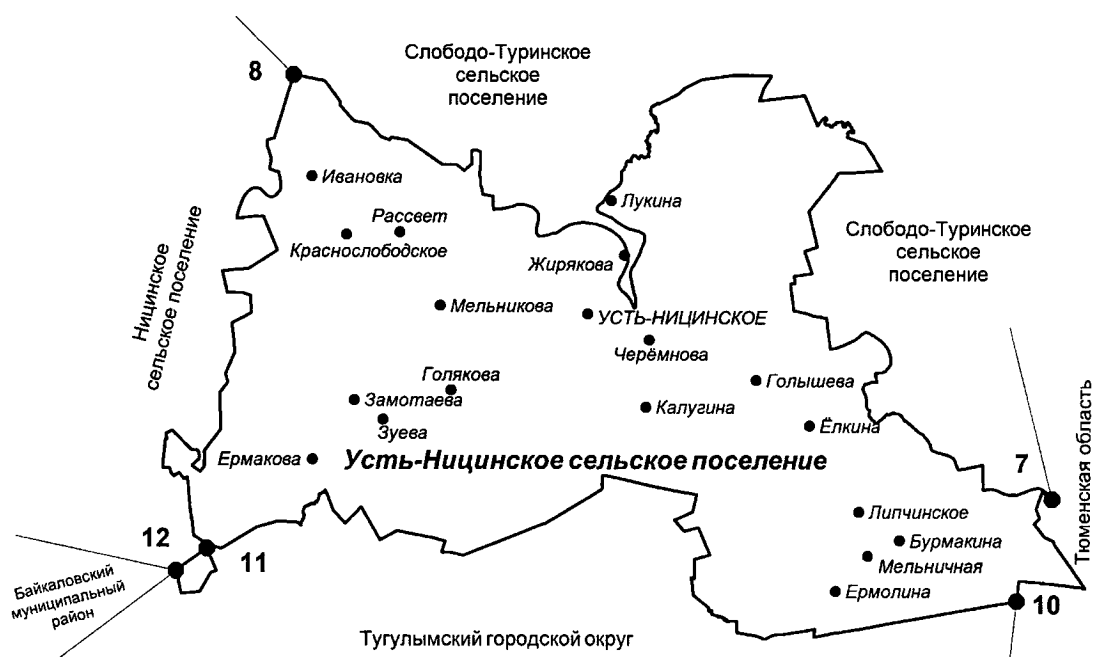 Слободо-Туринское
сельское
поселение
8
Ивановка
Лукина
Рассвет
Краснослободское
Слободо-Туринское
сельское
поселение
Жирякова
Ницинское
сельское поселение
Мельникова
УСТЬ-НИЦИНСКОЕ
Черёмнова
Голякова
Голышева
Замотаева
Калугина
Зуева
Ёлкина
Ермакова
Усть-Ницинское сельское поселение
7
Тюменская область
Липчинское
Бурмакина
Мельничная
Ермолина
12
11
10
Байкаловский
муниципальный
район
Тугулымский городской округ